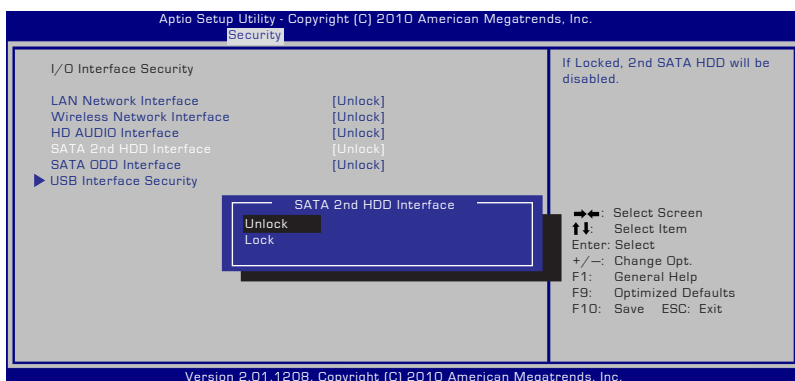 Aptio Setup Utility - Copyright (C) 2010 American Megatrends, Inc.
Security
I/O Interface Security
LAN Network Interface [Unlock]
Wireless Network Interface [Unlock]
HD AUDIO Interface [Unlock]
SATA 2nd HDD Interface [Unlock]
SATA ODD Interface [Unlock]
USB Interface Security
SATA 2nd HDD Interface
Unlock
Lock
If Locked, 2nd SATA HDD will be
disabled.
→←: Select Screen
↑↓: Select Item
Enter: Select
+/—: Change Opt.
F1: General Help
F9: Optimized Defaults
F10: Save ESC: Exit
Version 2.01.1208. Copyright (C) 2010 American Megatrends, Inc.